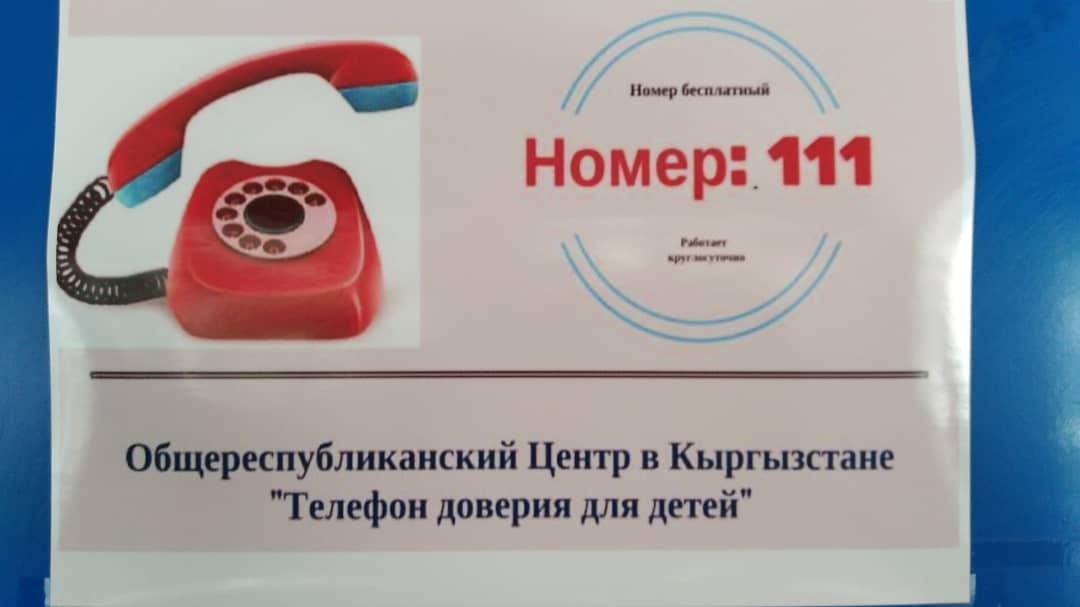 Номер бесплатный
Номер: 111
Работает
круглосуточно
Общереспубликанский Центр в Кыргызстане
"Телефон доверия для детей"